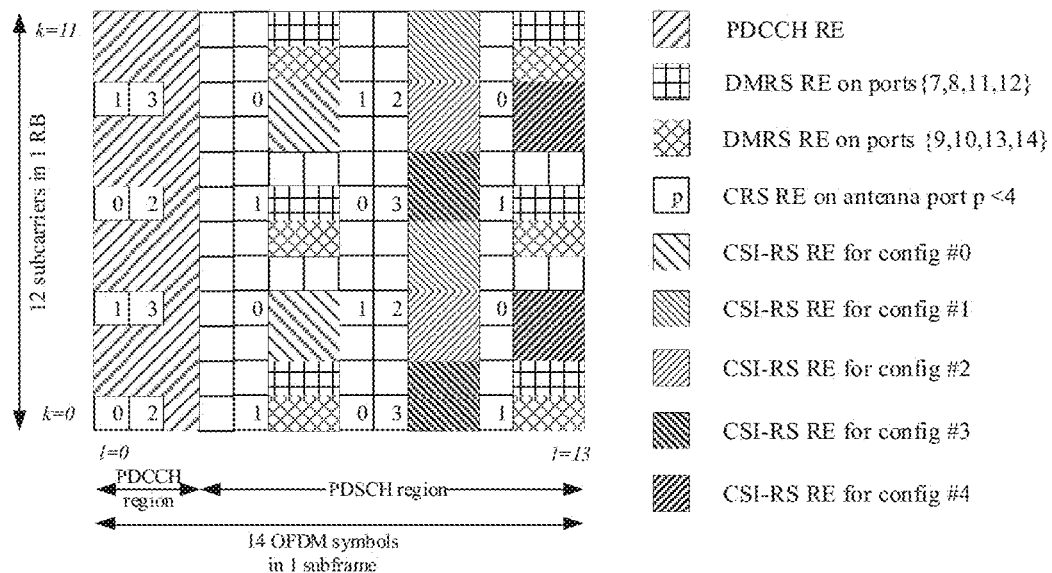 k=11
12 subcarriers in 1 RB
1 3 0 1 2 0
0 2 1 0 3 1
1 3 0 1 2 0
0 2 1 0 3 1
k=0
l=0
l=13
PDCCH
region
PDSCH region
14 OFDM symbols
in 1 subframe
PDCCH RE
DMRS RE on ports {7,8,11,12}
DMRS RE on ports {9,10,13,14}
p
CRS RE on antenna port p <4
CSI-RS RE for config #0
CSI-RS RE for config #1
CSI-RS RE for config #2
CSI-RS RE for config #3
CSI-RS RE for config #4